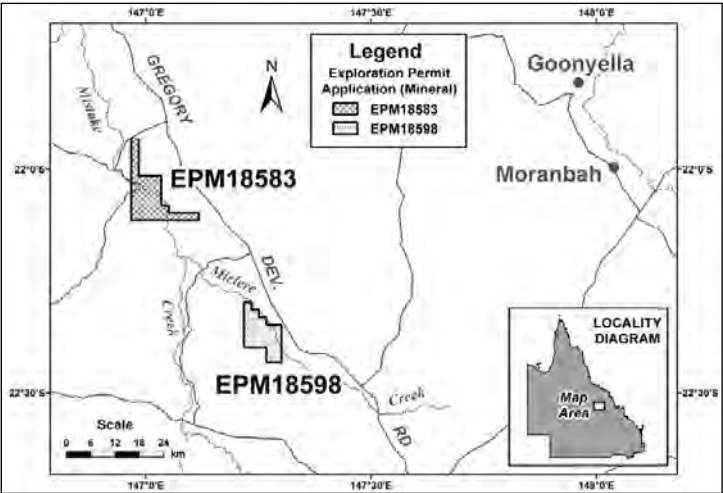 147°0'E
147°30'E
148°0'E
Legend
Exploration Permit
Application (Mineral)
EPM18583
EPM18598
N
Goonyella
Moranbah
GREGORY
Mistake
22°0'S
22°0'S
EPM18583
DEV.
Creek
EPM18598
Creek
RD
LOCALITY
DIAGRAM
Map
Area
22°30'S
22°30'S
Scale
0 6 12 18 24
km
147°0'E
147°30'E
148°0'E